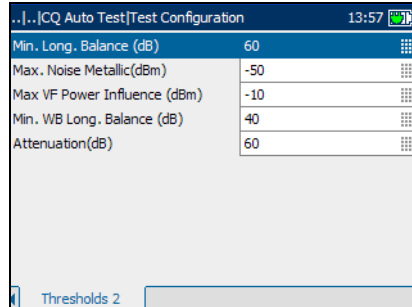 ..|..|CQ Auto Test|Test Configuration 13:57
Min. Long. Balance (dB) 60
Max. Noise Metallic(dBm) -50
Max VF Power Influence (dBm) -10
Min. WB Long. Balance (dB) 40
Attenuation(dB) 60
Thresholds 2